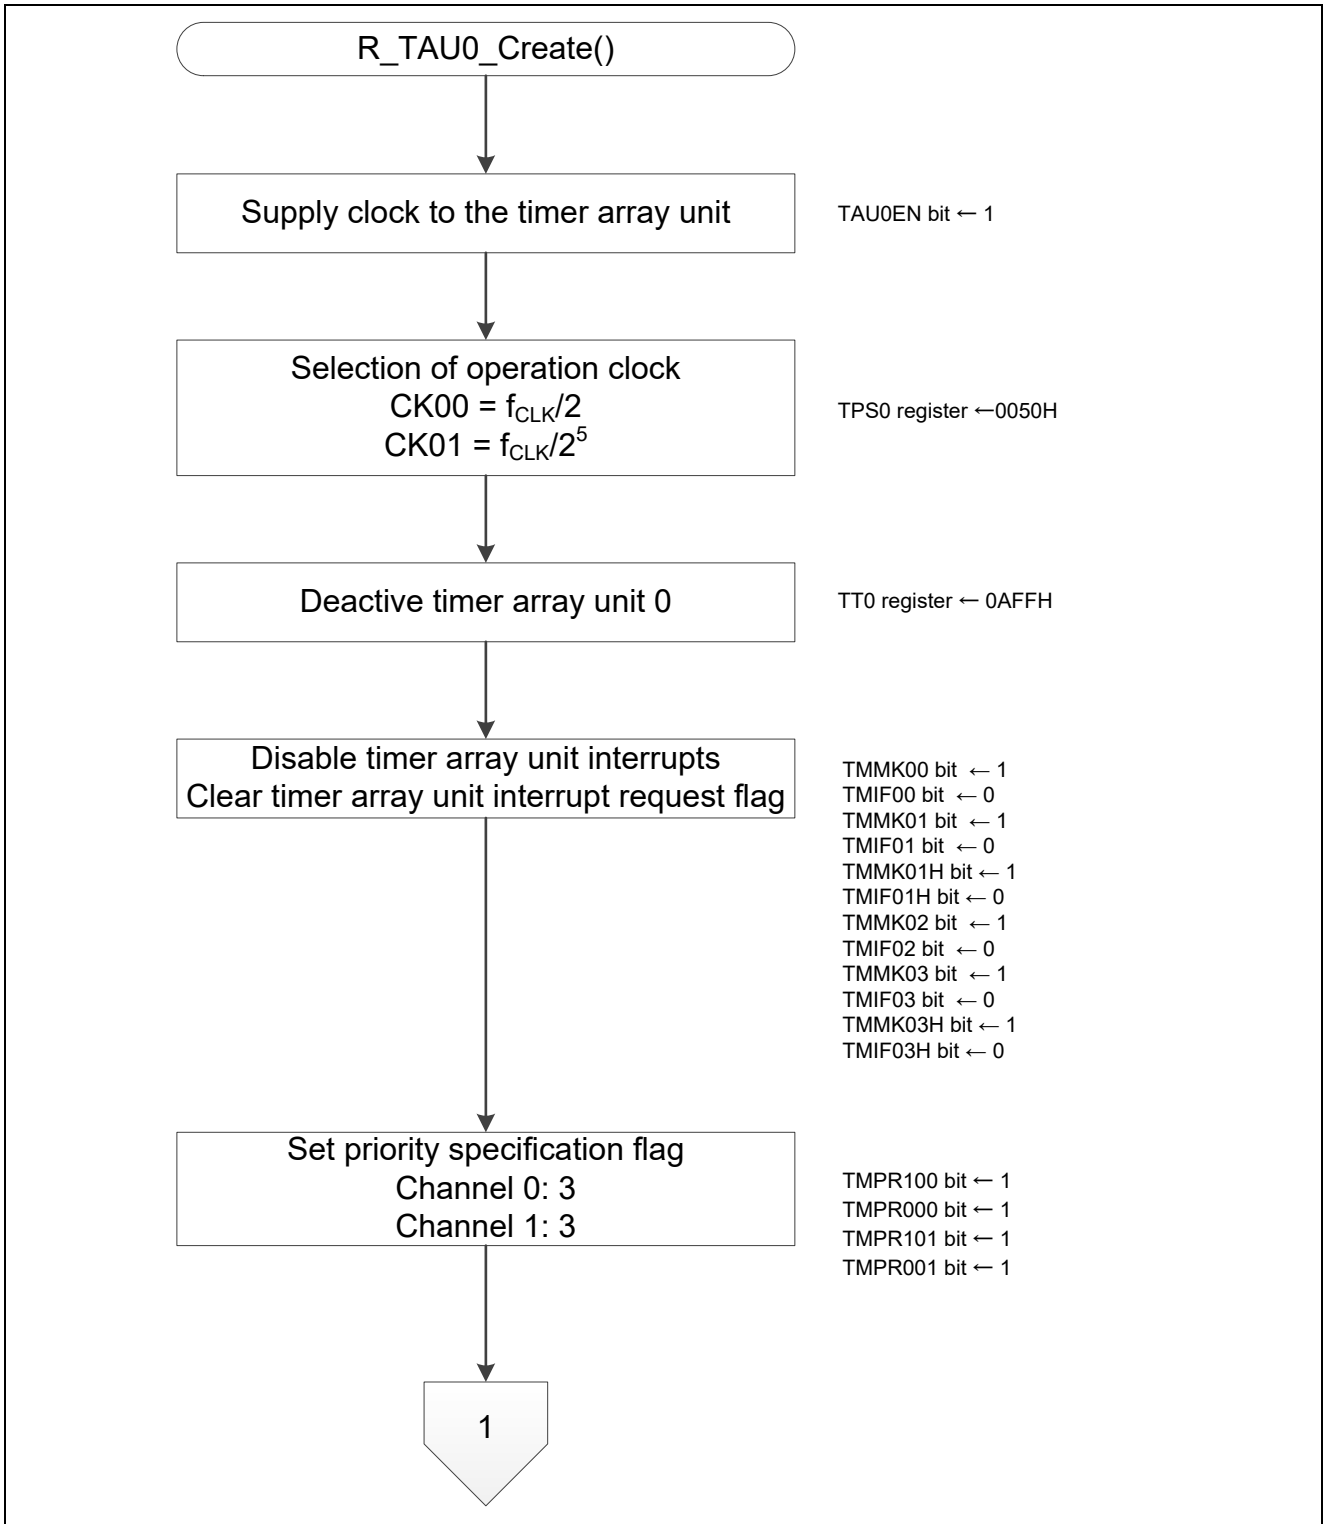 R_TAU0_Create()
Supply clock to the timer array unit
TAU0EN bit ← 1
Selection of operation clock
CK00 = fCLK/2
CK01 = fCLK/2^5
TPS0 register ←0050H
Deactive timer array unit 0
TT0 register ← 0AFFH
Disable timer array unit interrupts
Clear timer array unit interrupt request flag
TMMK00 bit ← 1
TMIF00 bit ← 0
TMMK01 bit ← 1
TMIF01 bit ← 0
TMMK01H bit ← 1
TMIF01H bit ← 0
TMMK02 bit ← 1
TMIF02 bit ← 0
TMMK03 bit ← 1
TMIF03 bit ← 0
TMMK03H bit ← 1
TMIF03H bit ← 0
Set priority specification flag
Channel 0: 3
Channel 1: 3
TMPR100 bit ← 1
TMPR000 bit ← 1
TMPR101 bit ← 1
TMPR001 bit ← 1
1